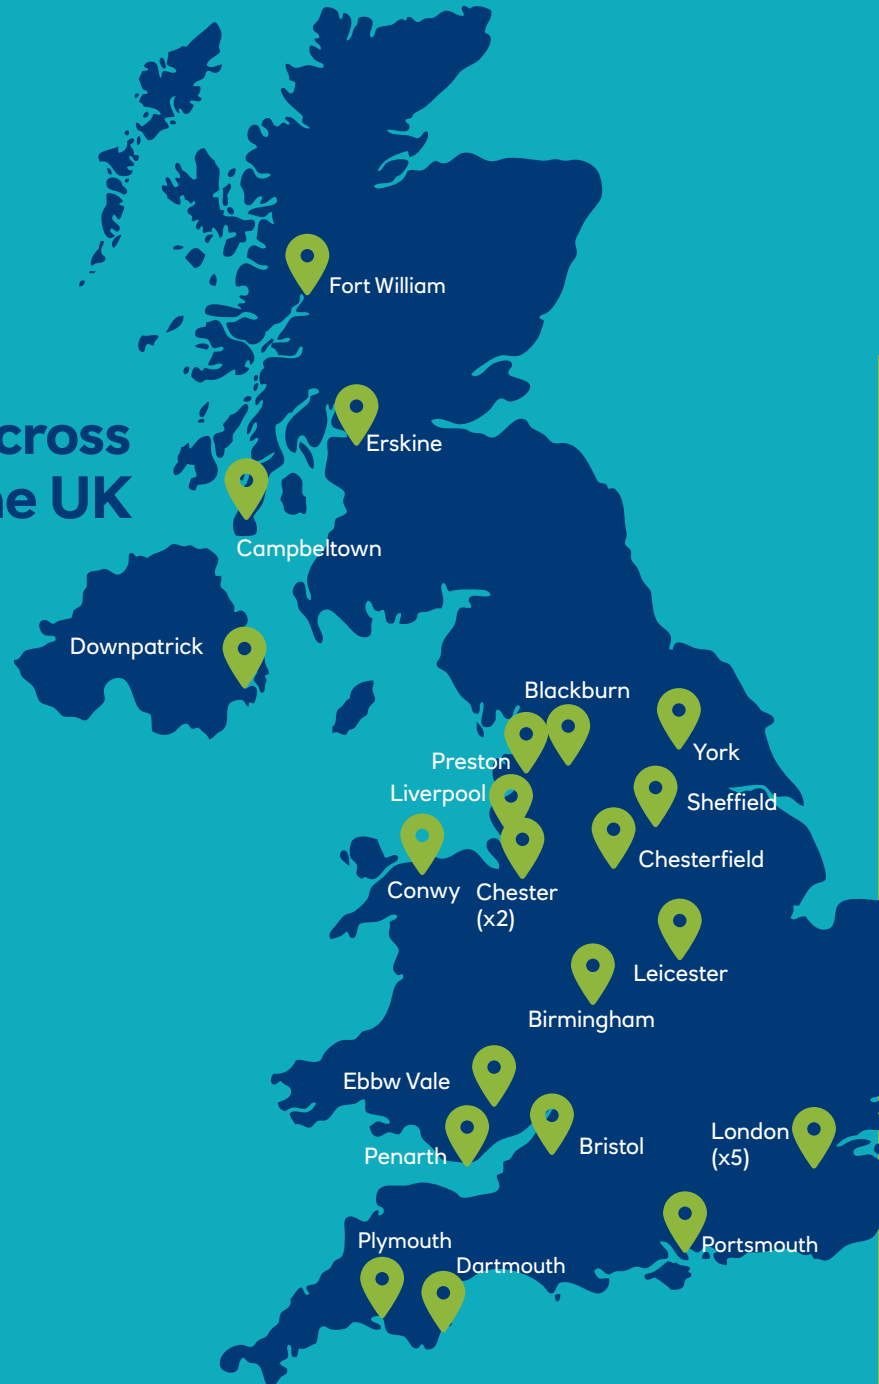 Fort William
cross
Erskine
e UK
Campbeltown
Downpatrick
Blackburn
York
Preston
Liverpool
Sheffield
Chesterfield
Conwy
Chester
(x2)
Leicester
Birmingham
Ebbw Vale
London
(x5)
Bristol
Penarth
Plymouth
Portsmouth
Dartmouth